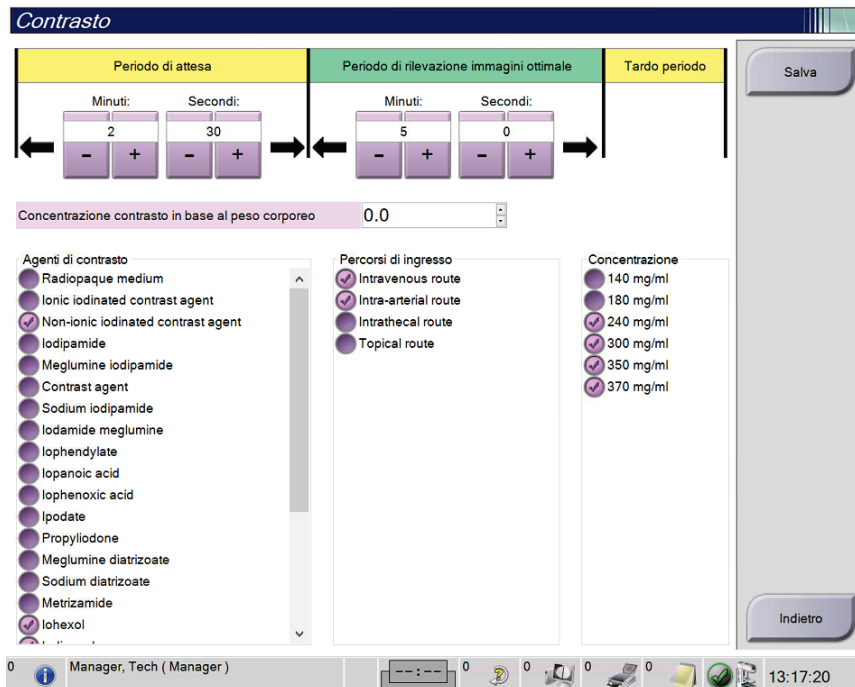 Contrasto
Periodo di attesa
Periodo di rilevazione immagini ottimale
Tardo periodo
Salva
Minuti:
Secondi:
Minuti:
Secondi:
2
30
5
0
- + - + - + - +
Concentrazione contrasto in base al peso corporeo
0.0
Agenti di contrasto
Radiopaque medium
Ionic iodinated contrast agent
Non-ionic iodinated contrast agent
Iodipamide
Meglumine iodipamide
Contrast agent
Sodium iodipamide
Iodamide meglumine
Iophendylate
Iopanoic acid
Iophenoxic acid
Ipodate
Propyliodone
Meglumine diatrizoate
Sodium diatrizoate
Metrizamide
Iohexol
Percorsi di ingresso
Intravenous route
Intra-arterial route
Intrathecal route
Topical route
Concentrazione
140 mg/ml
180 mg/ml
240 mg/ml
300 mg/ml
350 mg/ml
370 mg/ml
Indietro
0
Manager, Tech ( Manager )
--:--
0
0
0
0
13:17:20